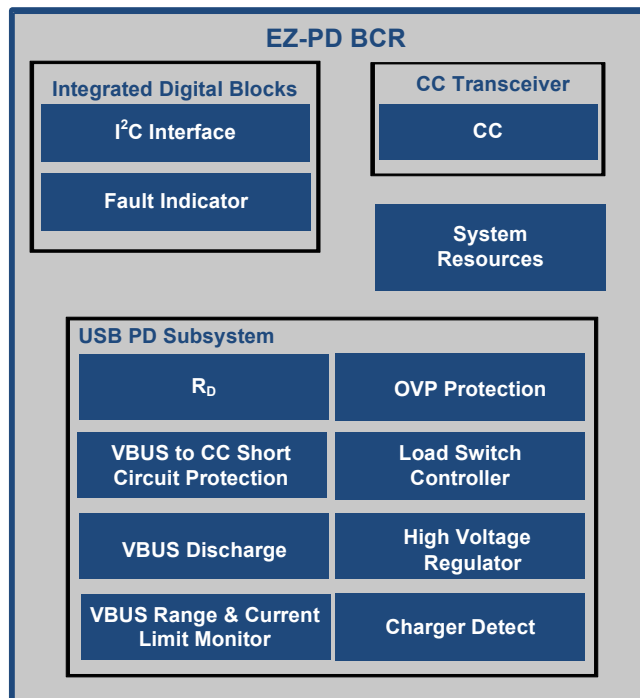 EZ-PD BCR
Integrated Digital Blocks
I²C Interface
Fault Indicator
CC Transceiver
CC
System
Resources
USB PD Subsystem
R_D
OVP Protection
VBUS to CC Short
Circuit Protection
Load Switch
Controller
VBUS Discharge
High Voltage
Regulator
VBUS Range & Current
Limit Monitor
Charger Detect